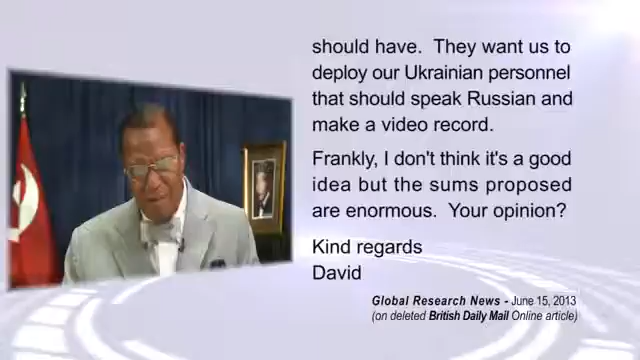 should have. They want us to
deploy our Ukrainian personnel
that should speak Russian and
make a video record.
Frankly, I don't think it's a good
idea but the sums proposed
are enormous. Your opinion?
Kind regards
David
Global Research News - June 15, 2013
(on deleted British Daily Mail Online article)